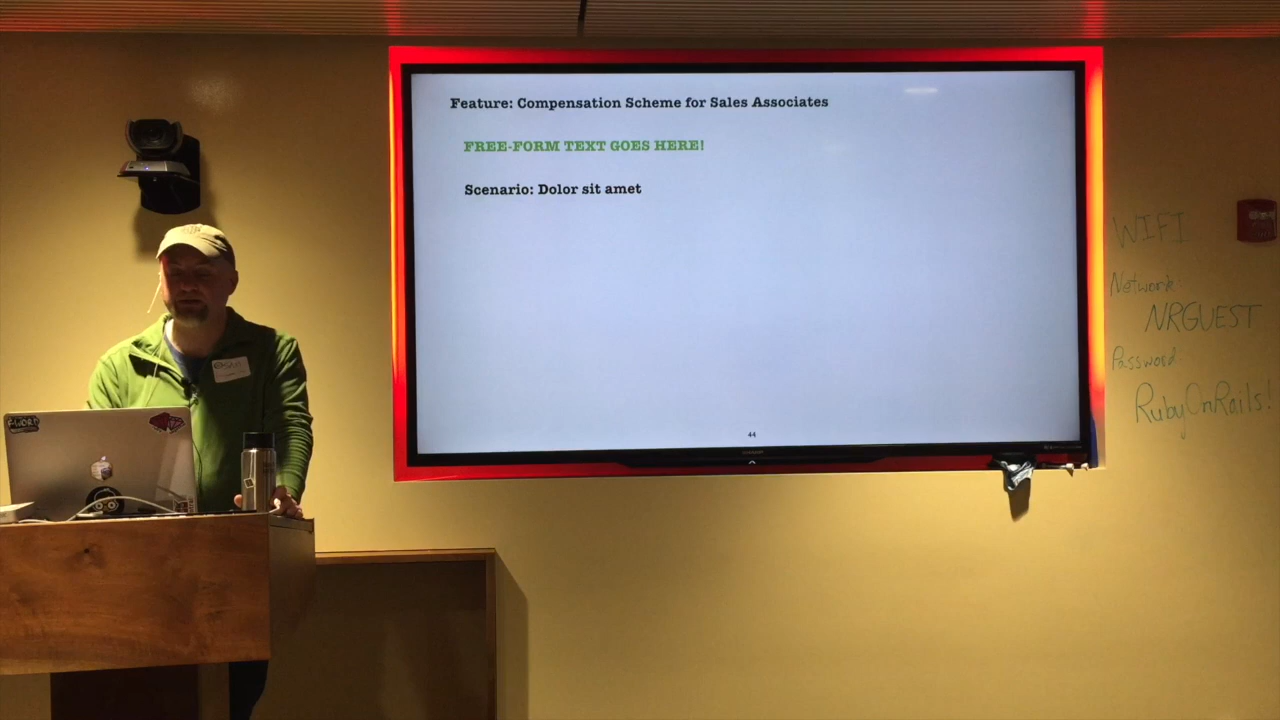 Feature: Compensation Scheme for Sales Associates
FREE-FORM TEXT GOES HERE!
Scenario: Dolor sit amet
44
WIFI
Network:
NRGUEST
Password:
RubyOnRails!